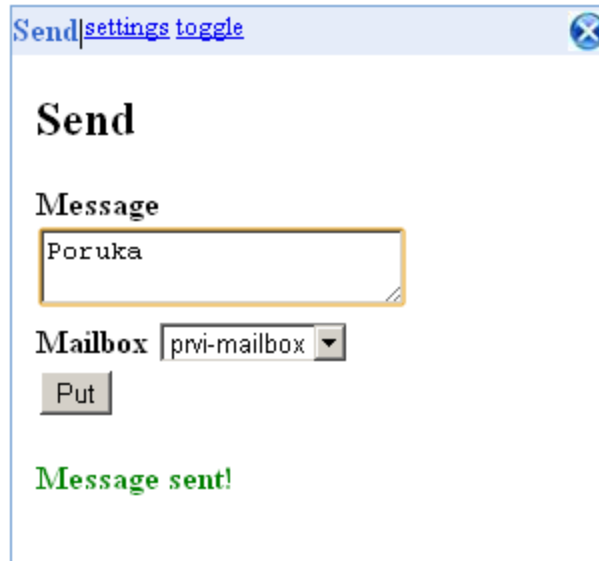 Send|settings toggle
Send
Message
Poruka
Mailbox prvi-mailbox
Put
Message sent!